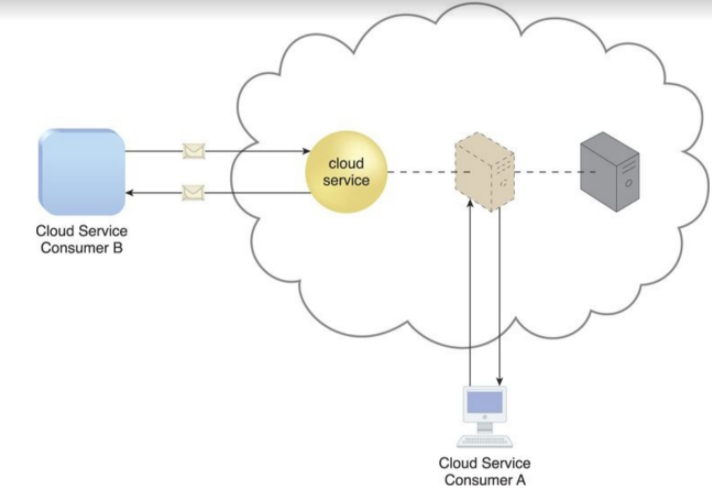 cloud
service
Cloud Service
Consumer B
Cloud Service
Consumer A